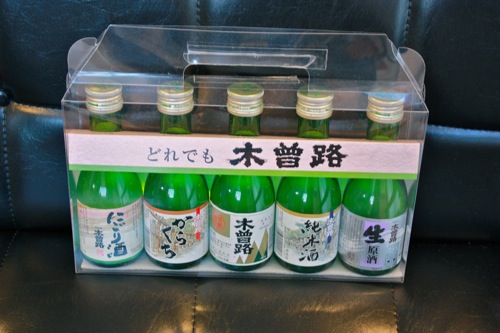 どれでも 木曽路
にごり酒
木曽路
からくち
木曽路
純米酒
木曽路
生原酒